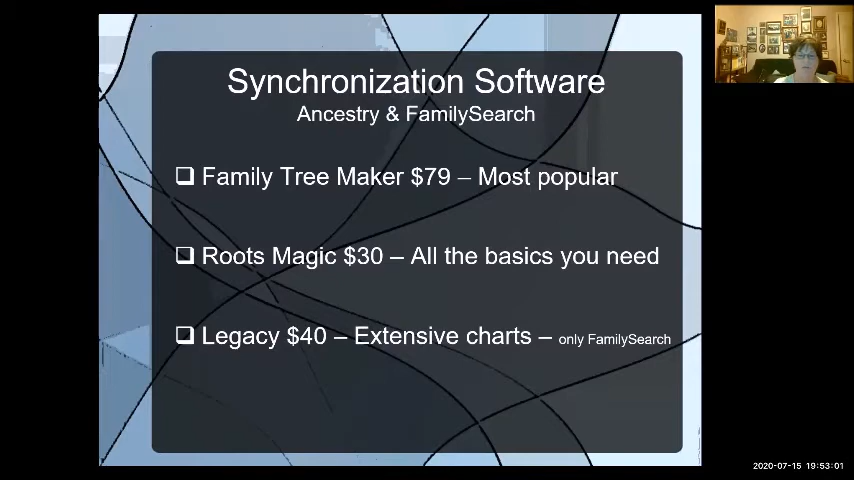 Synchronization Software
Ancestry & FamilySearch
❑ Family Tree Maker $79 – Most popular
❑ Roots Magic $30 – All the basics you need
❑ Legacy $40 – Extensive charts – only FamilySearch
2020-07-15 19:53:01